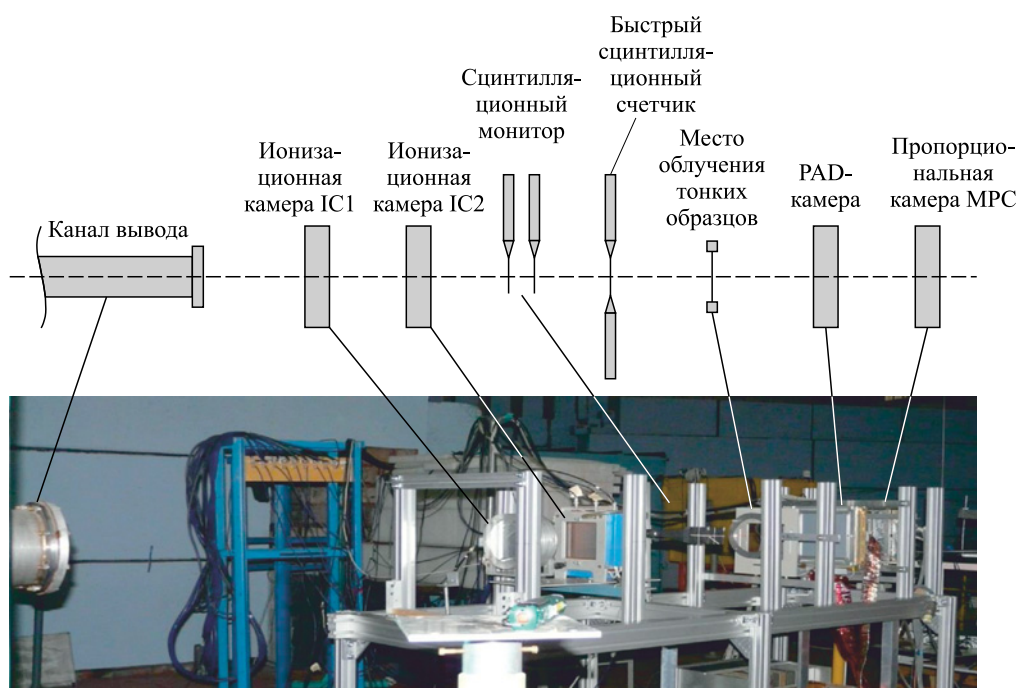 Канал вывода
Иониза-
ционная
камера IC1
Иониза-
ционная
камера IC2
Сцинтилля-
ционный
монитор
Быстрый
сцинтилля-
ционный
счетчик
Место
облучения
тонких
образцов
PAD-
камера
Пропорцио-
нальная
камера MPC